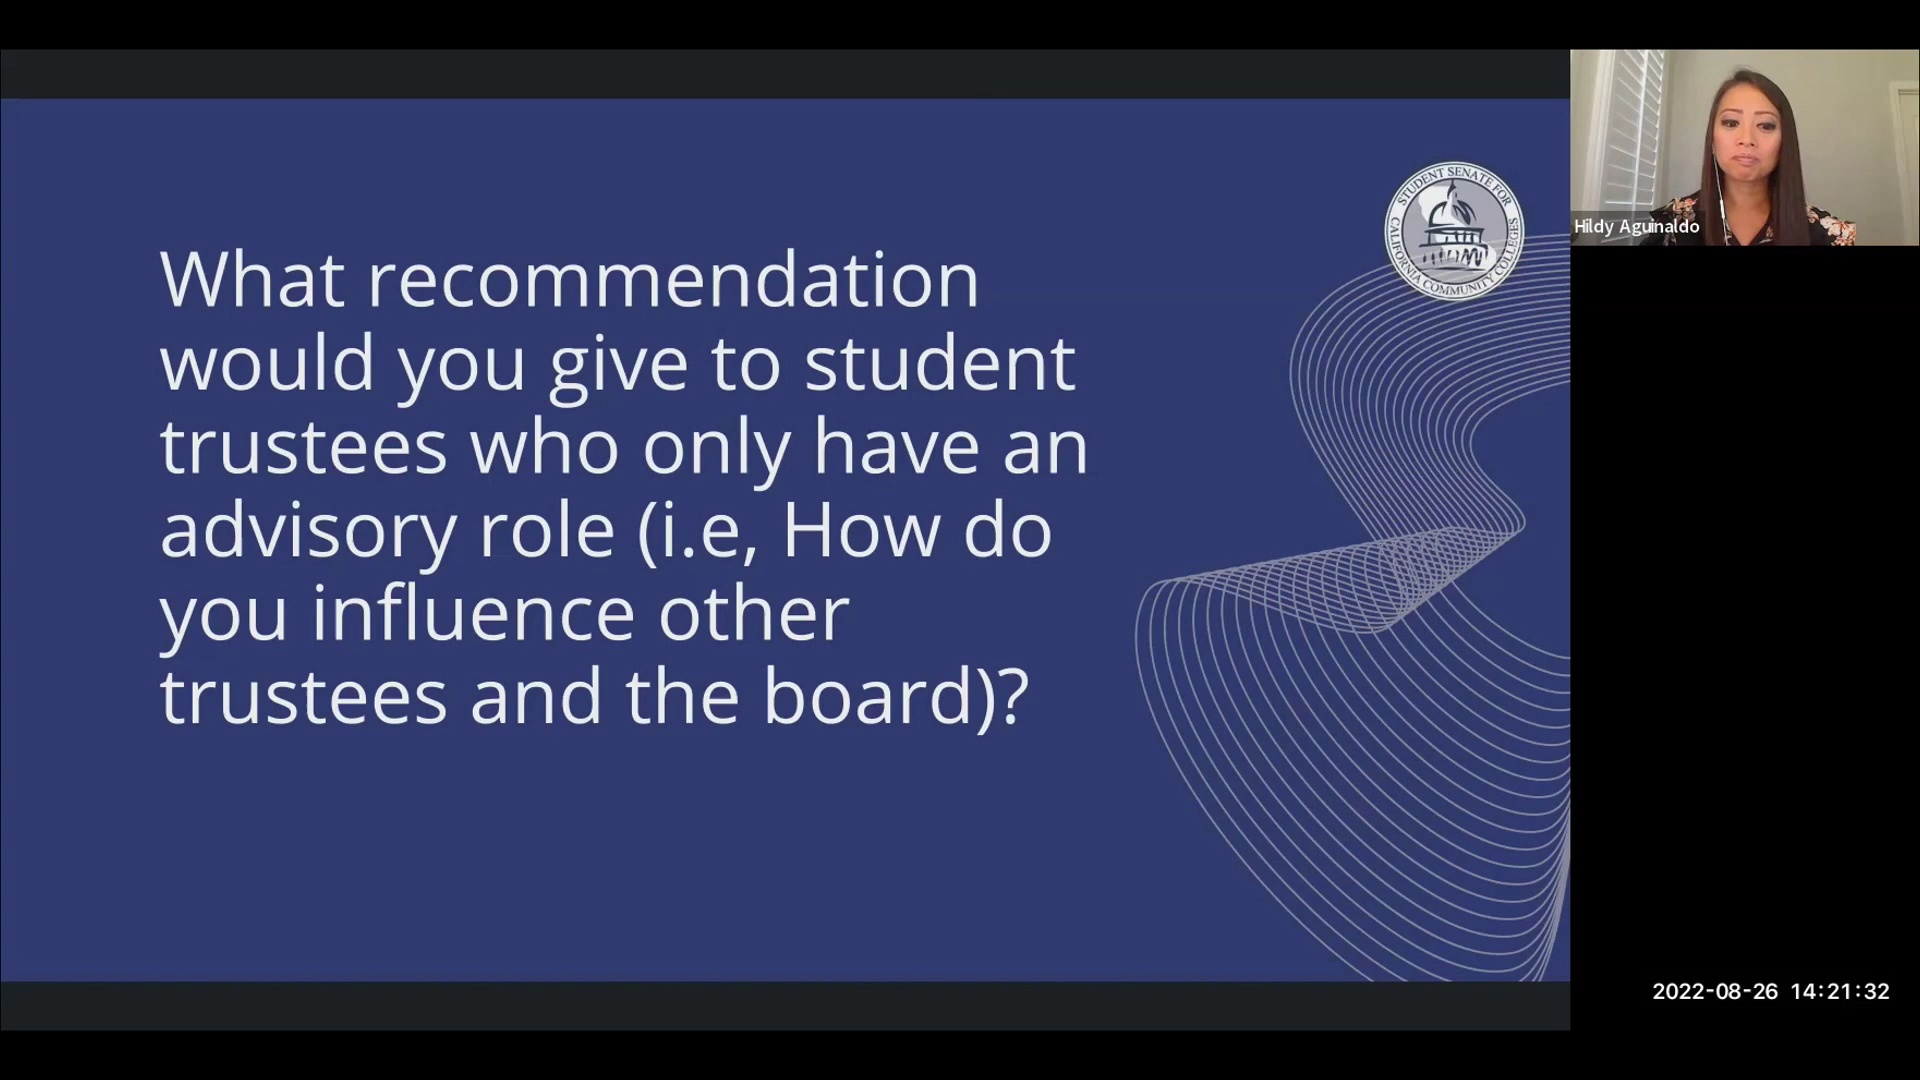 What recommendation
would you give to student
trustees who only have an
advisory role (i.e, How do
you influence other
trustees and the board)?
STUDENT SENATE FOR
CALIFORNIA COMMUNITY COLLEGES
Hildy Aguinaldo
2022-08-26 14:21:32